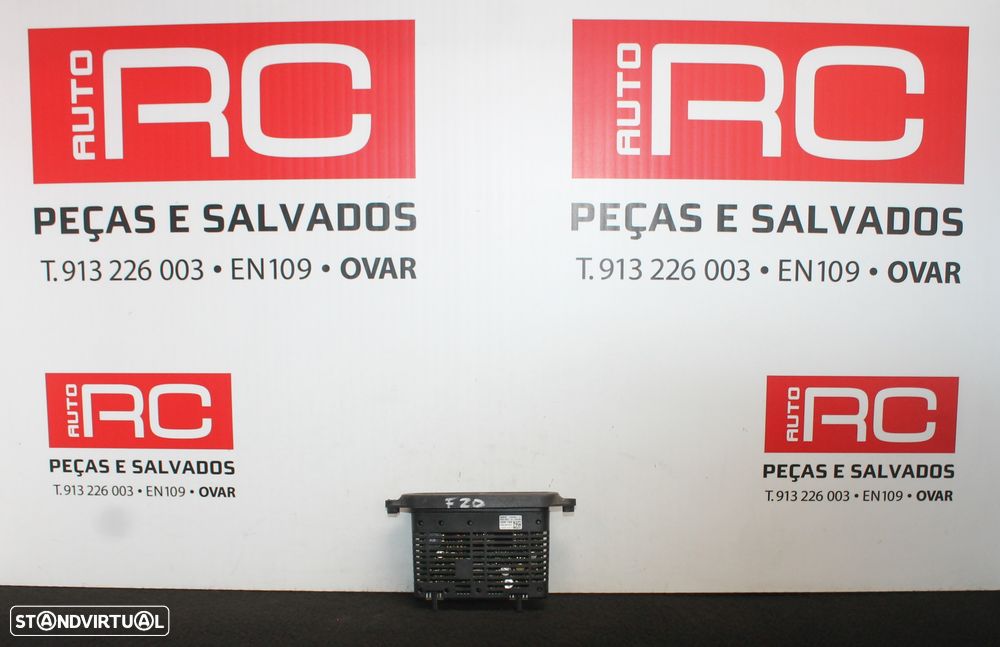 AUTO RC
PEÇAS E SALVADOS
T. 913 226 003 • EN109 • OVAR
AUTO RC
PEÇAS E SALVADOS
T. 913 226 003 • EN109 • OVAR
AUTO RC
PEÇAS E SALVADOS
T. 913 226 003 • EN109 • OVAR
AUTO RC
PEÇAS E SALVADOS
T. 913 226 003 • EN109 • OVAR
F20
STANDVIRTUAL